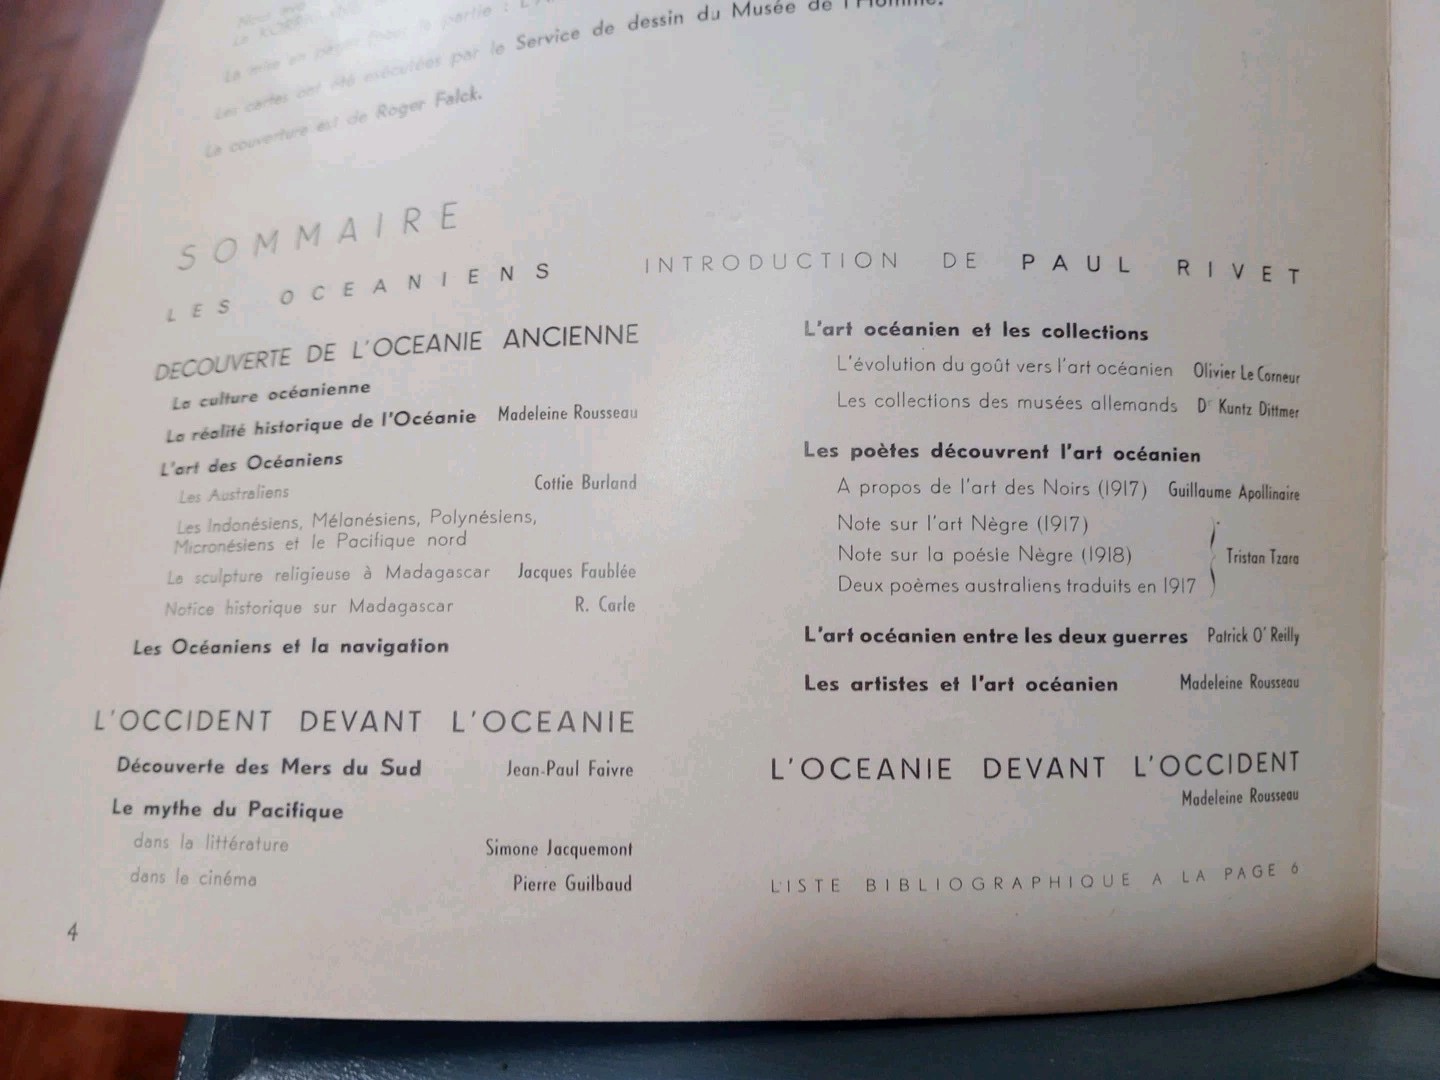 La mise en pages
Les cartes ont été exécutées par le Service de dessin du Musée de l'Homme.
La couverture est de Roger Falck.
SOMMAIRE
LES OCEANIENS INTRODUCTION DE PAUL RIVET
DECOUVERTE DE L'OCEANIE ANCIENNE
La culture océanienne
La réalité historique de l'Océanie Madeleine Rousseau
L'art des Océaniens
Les Australiens Cottie Burland
Les Indonésiens, Mélanésiens, Polynésiens,
Micronésiens et le Pacifique nord
La sculpture religieuse à Madagascar Jacques Faublée
Notice historique sur Madagascar R. Carle
Les Océaniens et la navigation
L'OCCIDENT DEVANT L'OCEANIE
Découverte des Mers du Sud Jean-Paul Faivre
Le mythe du Pacifique
dans la littérature Simone Jacquemont
dans le cinéma Pierre Guilbaud
4
L'art océanien et les collections
L'évolution du goût vers l'art océanien Olivier Le Corneur
Les collections des musées allemands Dr Kuntz Dittmer
Les poètes découvrent l'art océanien
A propos de l'art des Noirs (1917) Guillaume Apollinaire
Note sur l'art Nègre (1917)
Note sur la poésie Nègre (1918) Tristan Tzara
Deux poèmes australiens traduits en 1917
L'art océanien entre les deux guerres Patrick O'Reilly
Les artistes et l'art océanien Madeleine Rousseau
L'OCEANIE DEVANT L'OCCIDENT
Madeleine Rousseau
LISTE BIBLIOGRAPHIQUE A LA PAGE 6